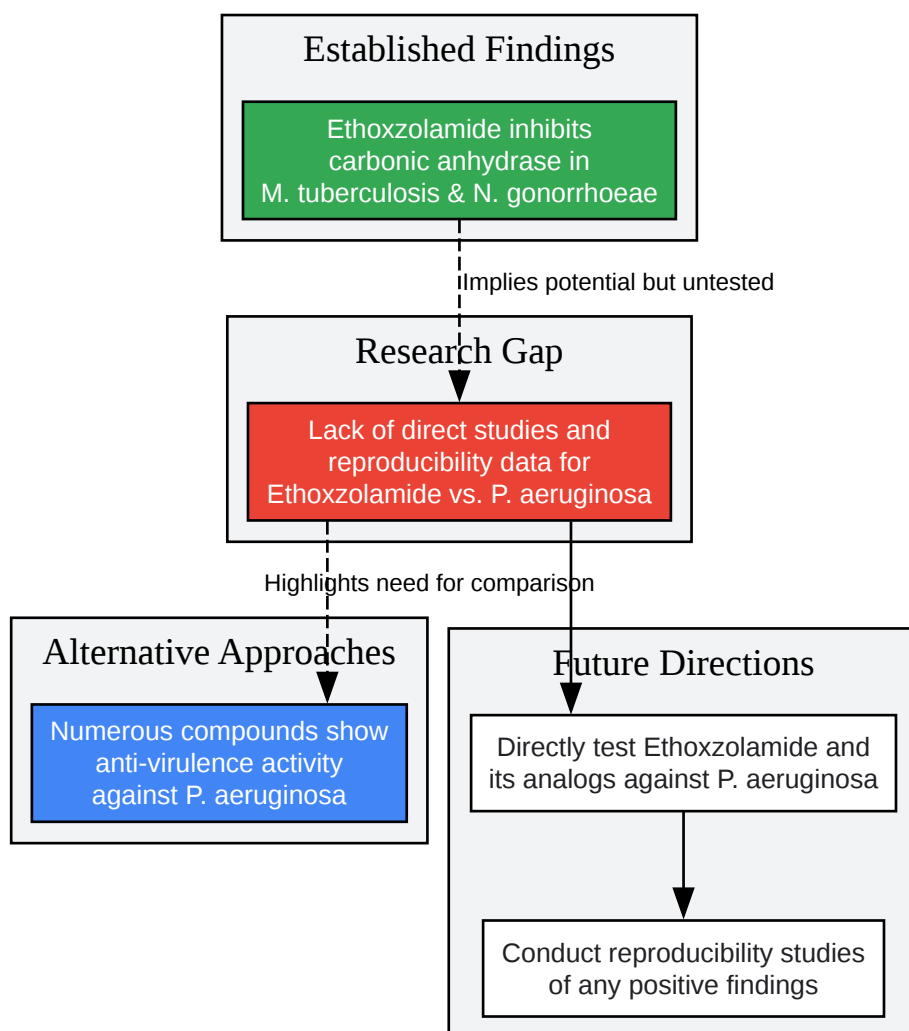 Established Findings
Ethoxzolamide inhibits
carbonic anhydrase in
M. tuberculosis & N. gonorrhoeae
Implies potential but untested
Research Gap
Lack of direct studies and
reproducibility data for
Ethoxzolamide vs. P. aeruginosa
Highlights need for comparison
Alternative Approaches
Numerous compounds show
anti-virulence activity
against P. aeruginosa
Future Directions
Directly test Ethoxzolamide and
its analogs against P. aeruginosa
Conduct reproducibility studies
of any positive findings